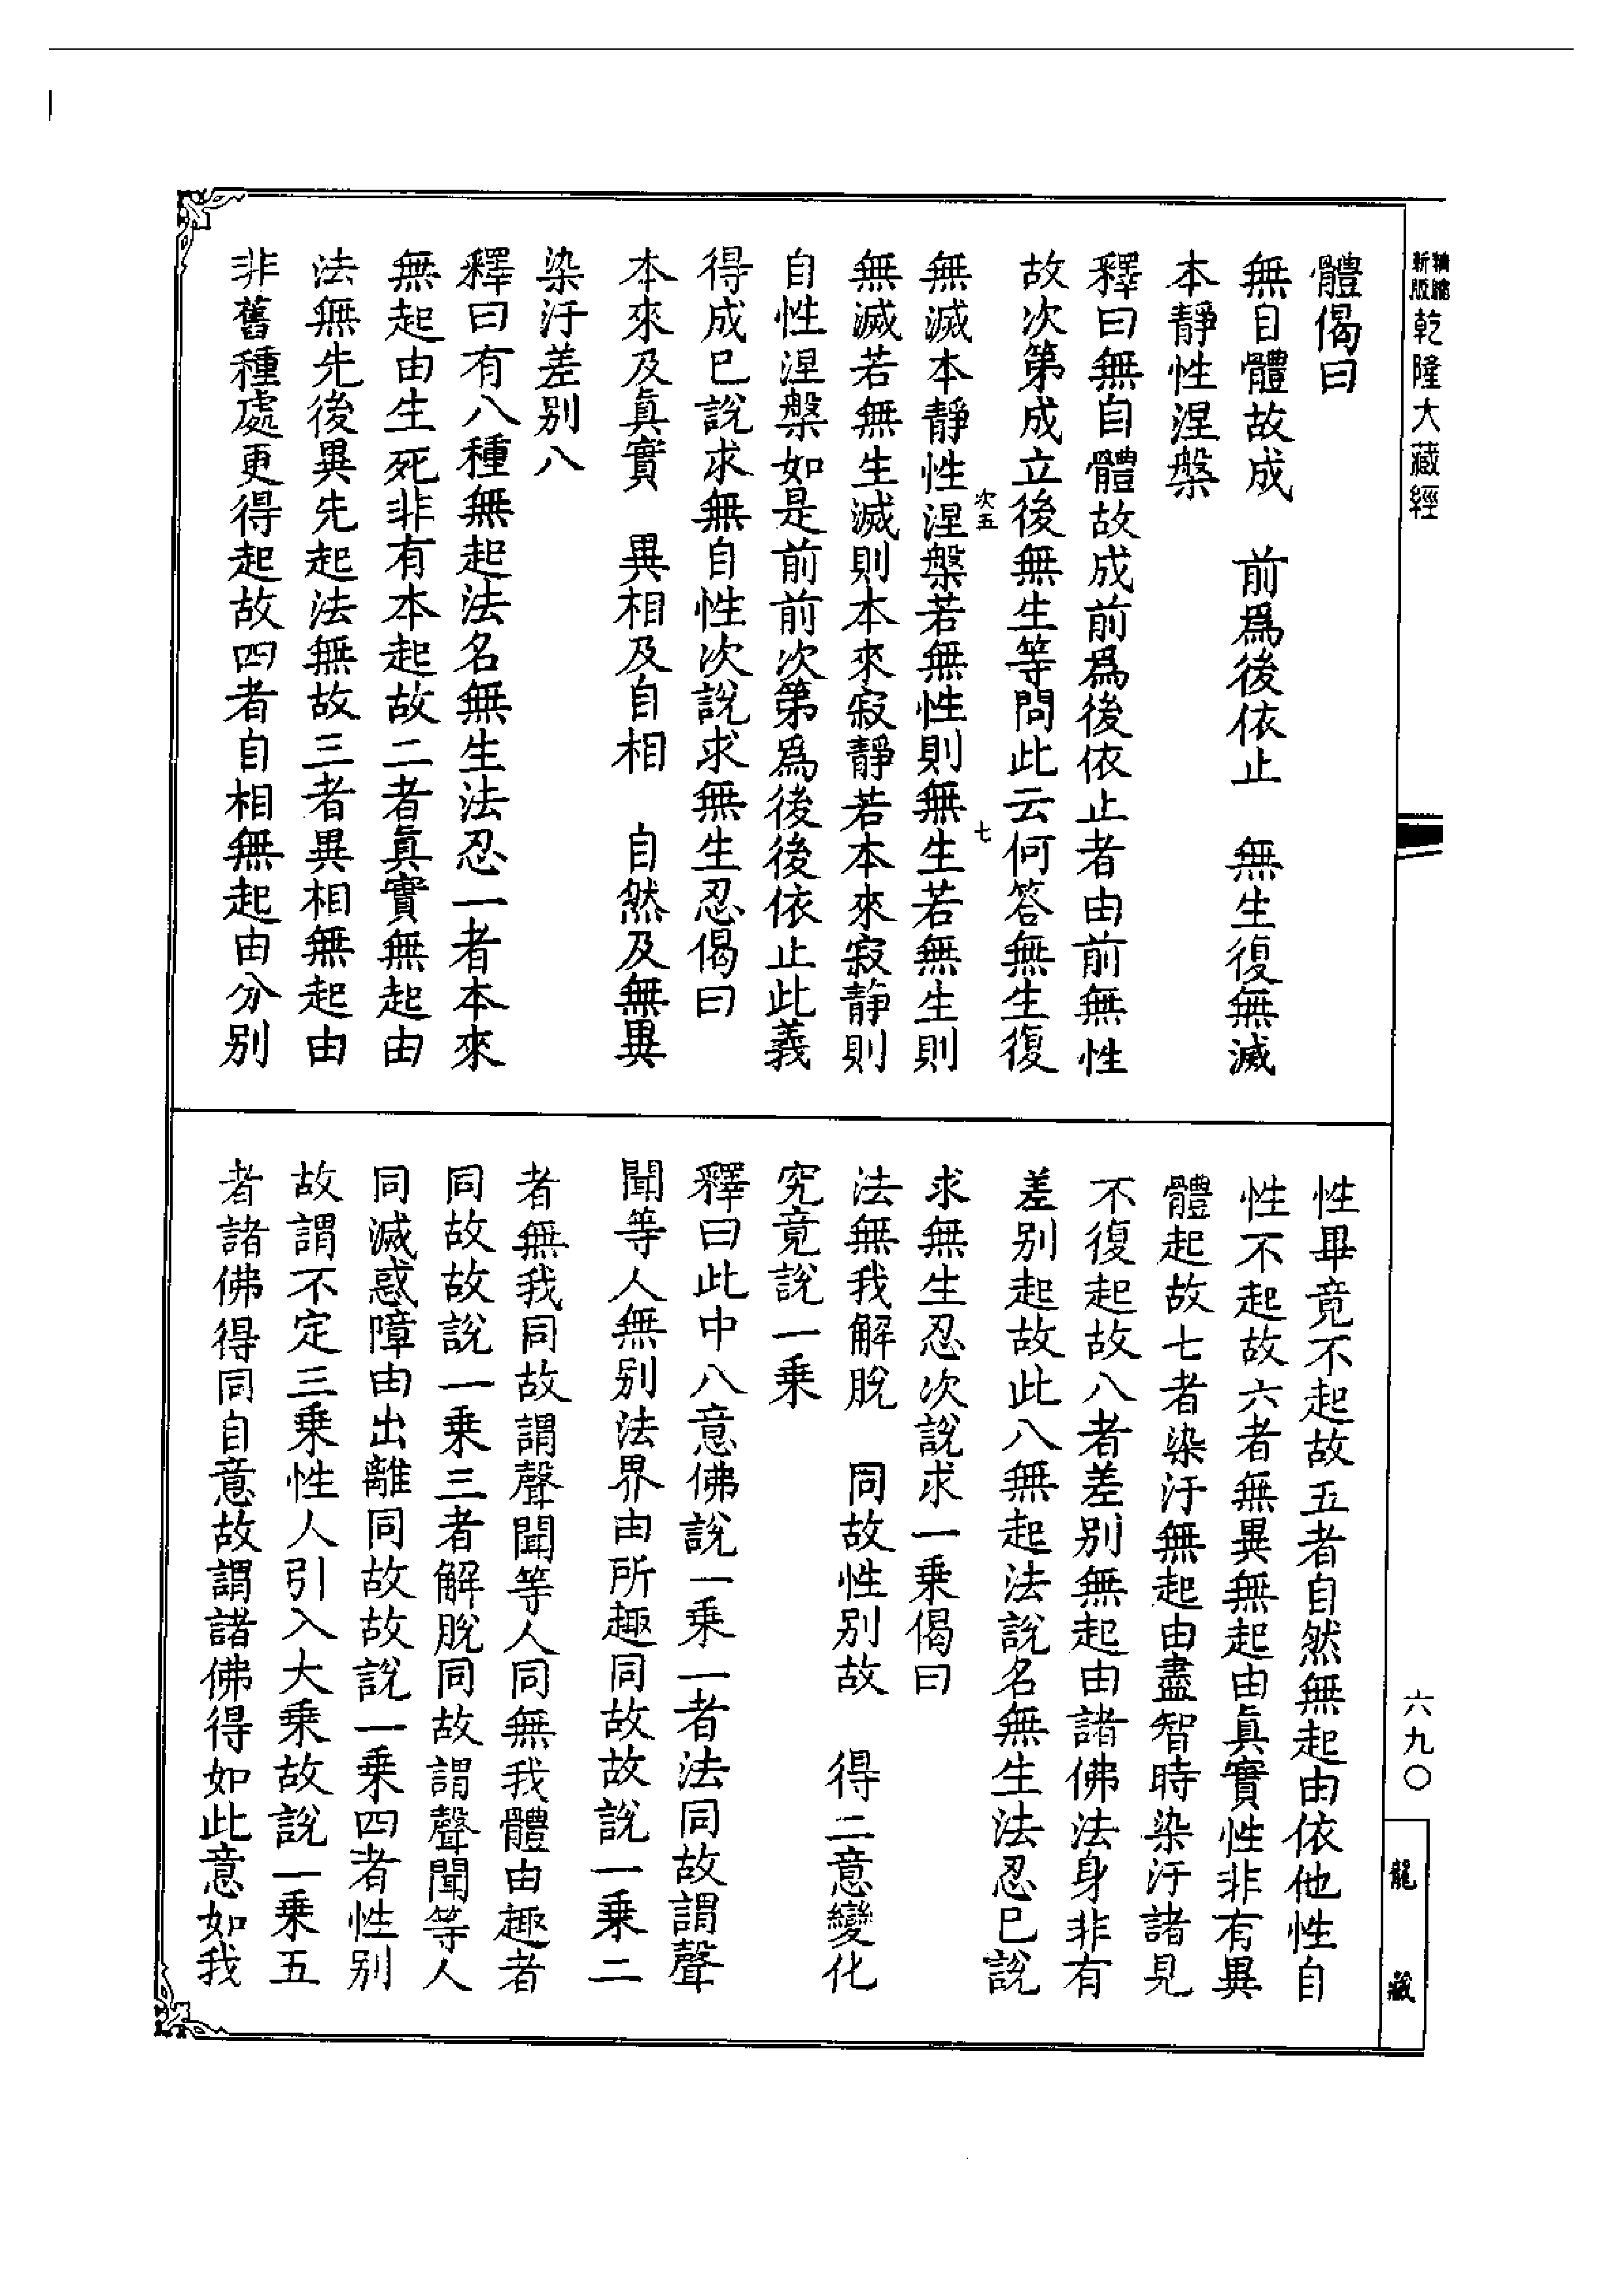 精縮
新版
乾隆大藏經
體偈曰
無自體故成　前爲後依止　無生復無滅
本靜性涅槃
釋曰無自體故成前爲後依止者由前無性
故次第成立後無生等問此云何答無生復
次五　七
無滅本靜性涅槃若無性則無生若無生則
無滅若無生滅則本來寂靜若本來寂靜則
自性涅槃如是前前次第爲後後依止此義
得成已說求無自性次說求無生忍偈曰
本來及眞實　異相及自相　自然及無異
染汙差别八
釋曰有八種無起法名無生法忍一者本來
無起由生死非有本起故二者眞實無起由
法無先後異先起法無故三者異相無起由
非舊種處更得起故四者自相無起由分别
性畢竟不起故五者自然無起由依他性自
性不起故六者無異無起由眞實性非有異
體起故七者染汙無起由盡智時染汙諸見
不復起故八者差别無起由諸佛法身非有
差别起故此八無起法說名無生法忍已說
求無生忍次說求一乘偈曰
法無我解脫　同故性别故　得二意變化
究竟說一乘
釋曰此中八意佛說一乘一者法同故謂聲
聞等人無别法界由所趣同故故說一乘二
者無我同故謂聲聞等人同無我體由趣者
同故故說一乘三者解脫同故謂聲聞等人
同滅惑障由出離同故故說一乘四者性别
故謂不定三乘性人引入大乘故說一乘五
者諸佛得同自意故謂諸佛得如此意如我
六九〇
龍藏